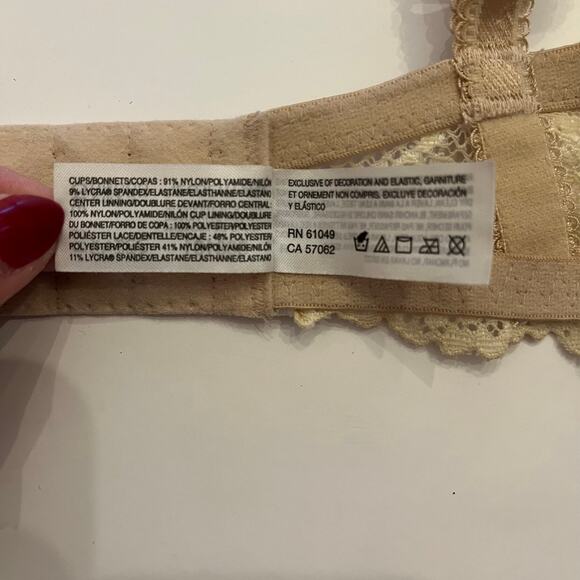 CUPS/BONNETS/COPAS : 91% NYLON/POLYAMIDE/NILÓN
9% LYCRA® SPANDEX/ELASTANE/ELASTHANNE/ELASTANO
CENTER LINING/DOUBLURE DEVANT/FORRO CENTRAL
100% NYLON/POLYAMIDE/NILÓN CUP LINING/DOUBLURE
DU BONNET/FORRO DE COPA : 100% POLYESTER/POLYESTER
POLIÉSTER LACE/DENTELLE/ENCAJE : 48% POLYESTER
POLYESTER/POLIÉSTER 41% NYLON/POLYAMIDE/NILÓN
11% LYCRA® SPANDEX/ELASTANE/ELASTHANNE/ELASTANO
EXCLUSIVE OF DECORATION AND ELASTIC, GARNITURE
ET ORNEMENT NON COMPRIS. EXCLUYE DECORACIÓN
Y ELÁSTICO
RN 61049
CA 57062